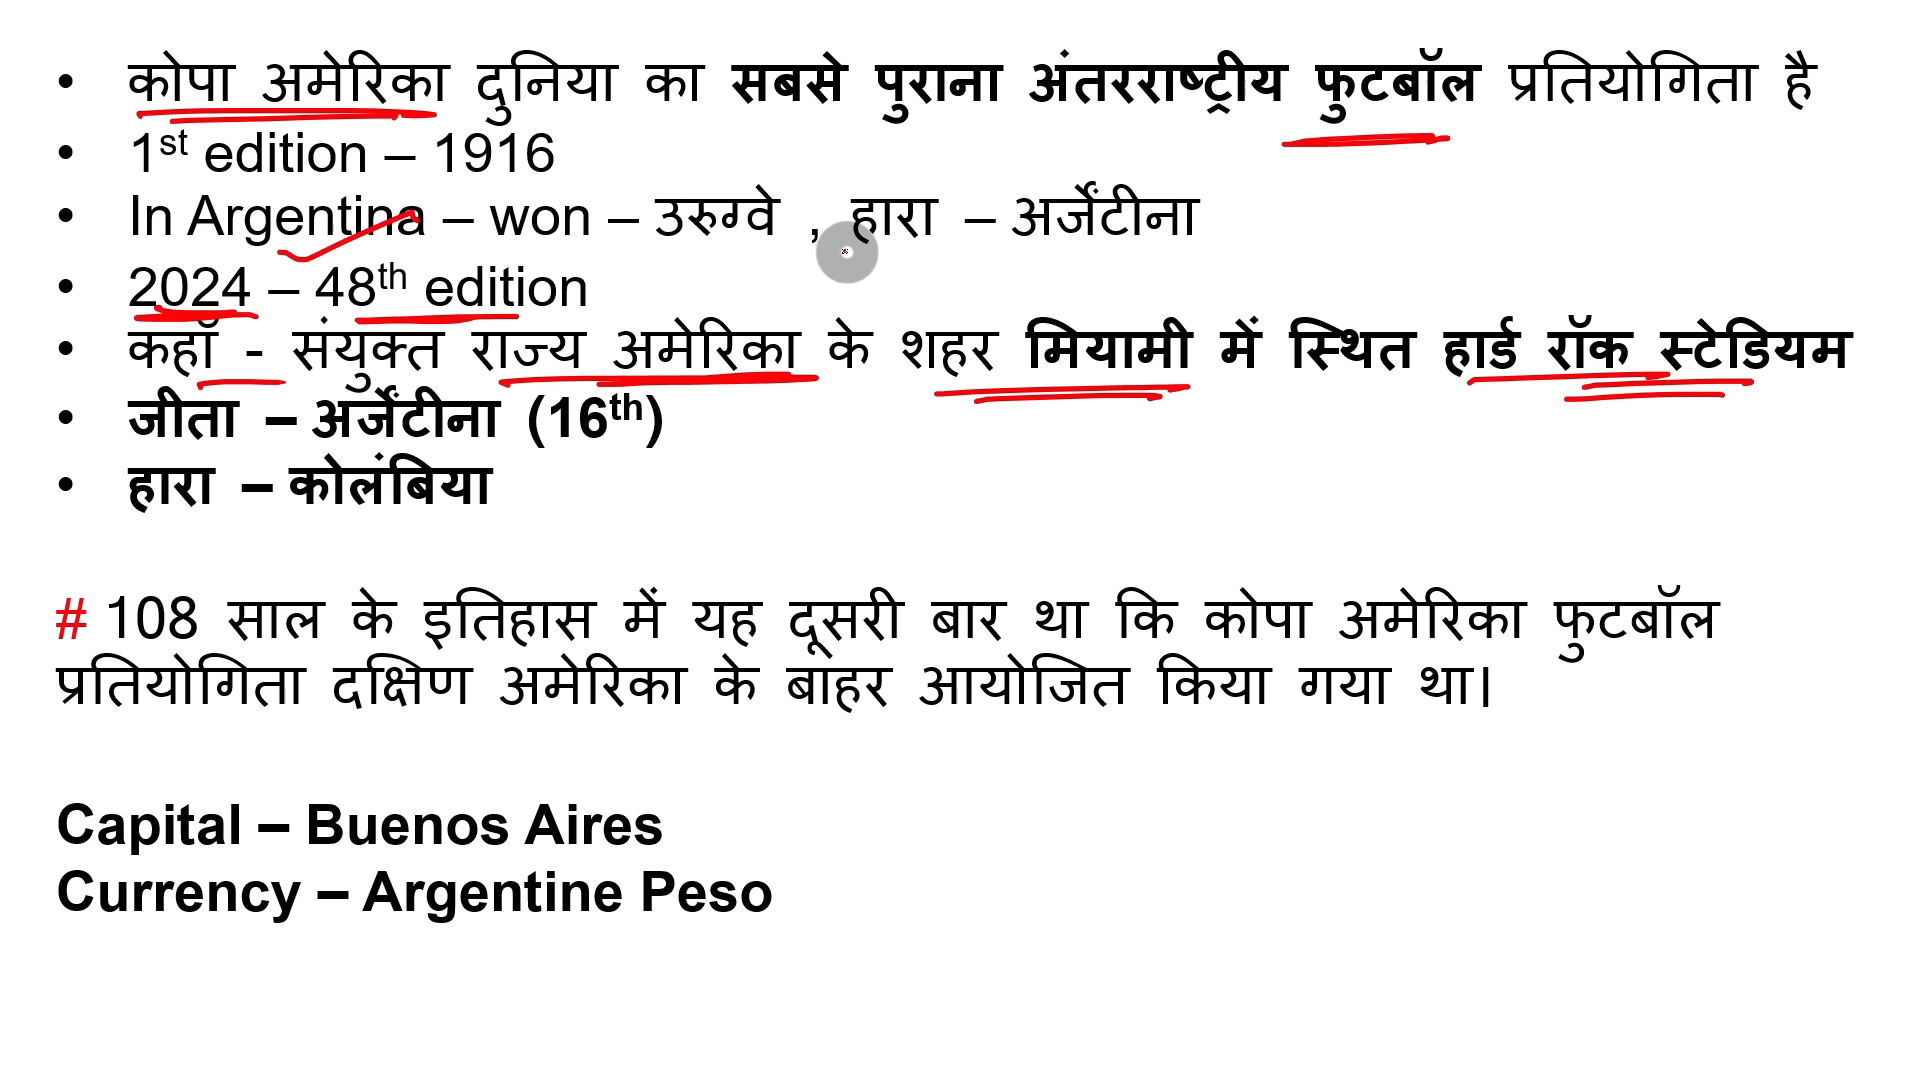 • कोपा अमेरिका दुनिया का सबसे पुराना अंतरराष्ट्रीय फुटबॉल प्रतियोगिता है
• 1st edition – 1916
• In Argentina – won – उरुग्वे , हारा – अर्जेंटीना
• 2024 – 48th edition
• कहाँ - संयुक्त राज्य अमेरिका के शहर मियामी में स्थित हार्ड रॉक स्टेडियम
• जीता – अर्जेंटीना (16th)
• हारा – कोलंबिया
# 108 साल के इतिहास में यह दूसरी बार था कि कोपा अमेरिका फुटबॉल
प्रतियोगिता दक्षिण अमेरिका के बाहर आयोजित किया गया था।
Capital – Buenos Aires
Currency – Argentine Peso